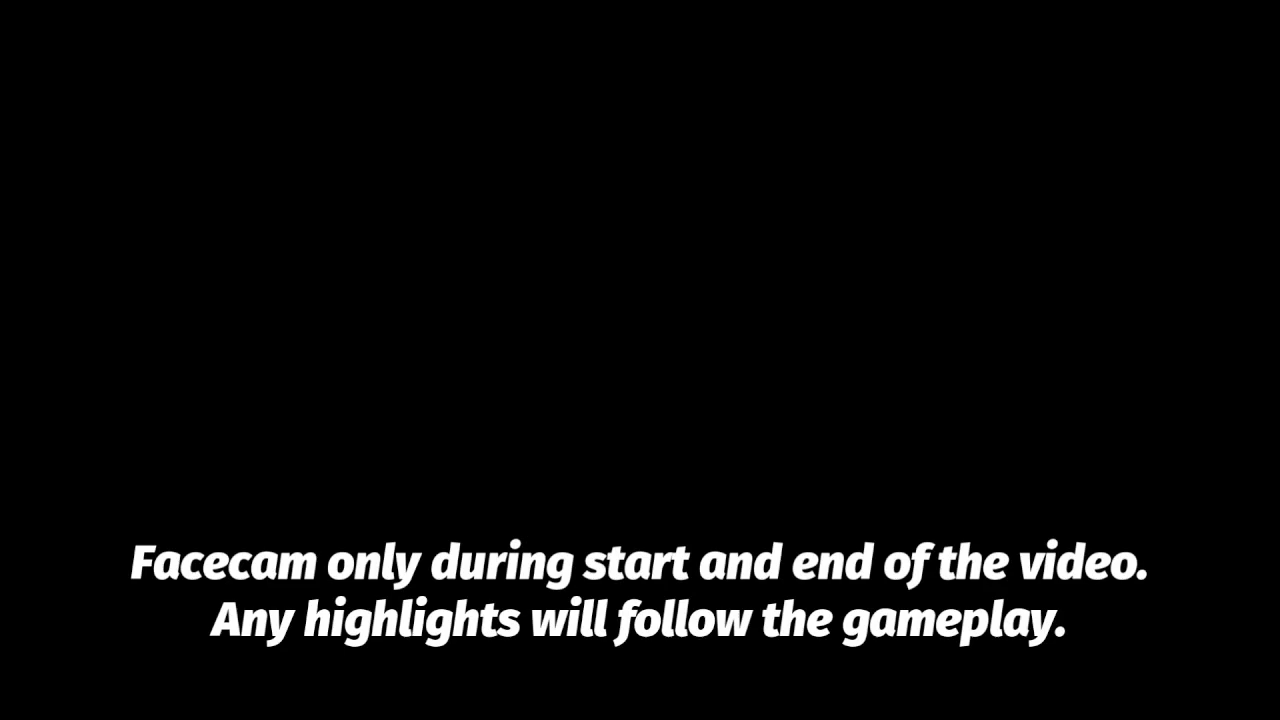 Facecam only during start and end of the video.
Any highlights will follow the gameplay.